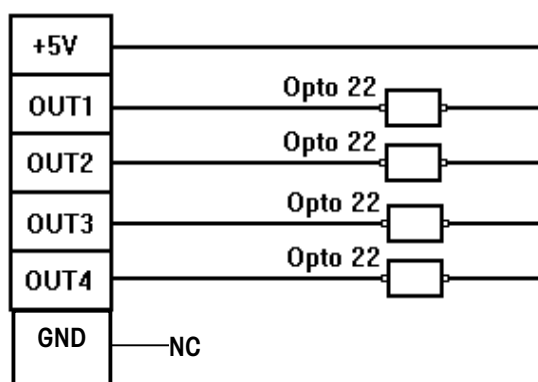 +5V
Opto 22
OUT1
Opto 22
OUT2
Opto 22
OUT3
Opto 22
OUT4
GND
NC